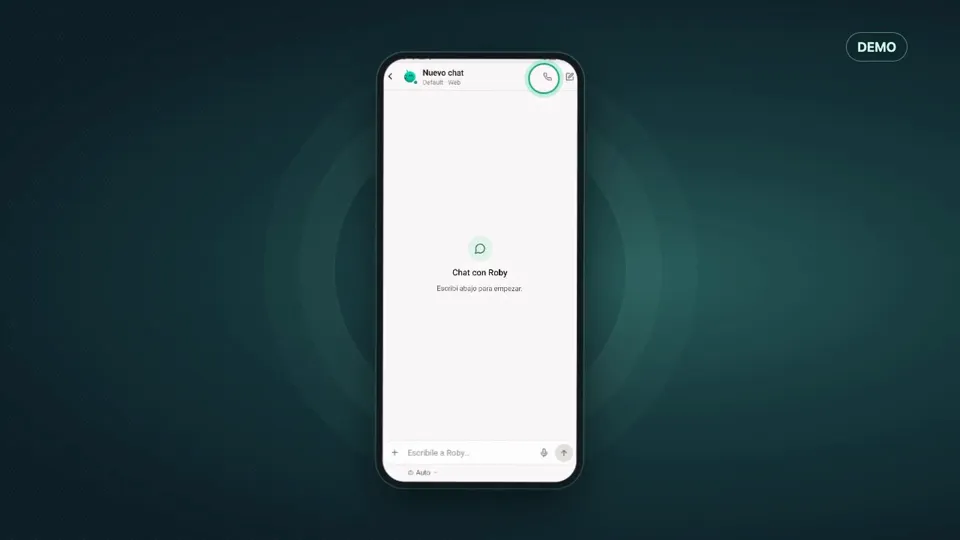 DEMO
Nuevo chat
Default · Web
Chat con Roby
Escribí abajo para empezar.
Escribile a Roby...
Auto